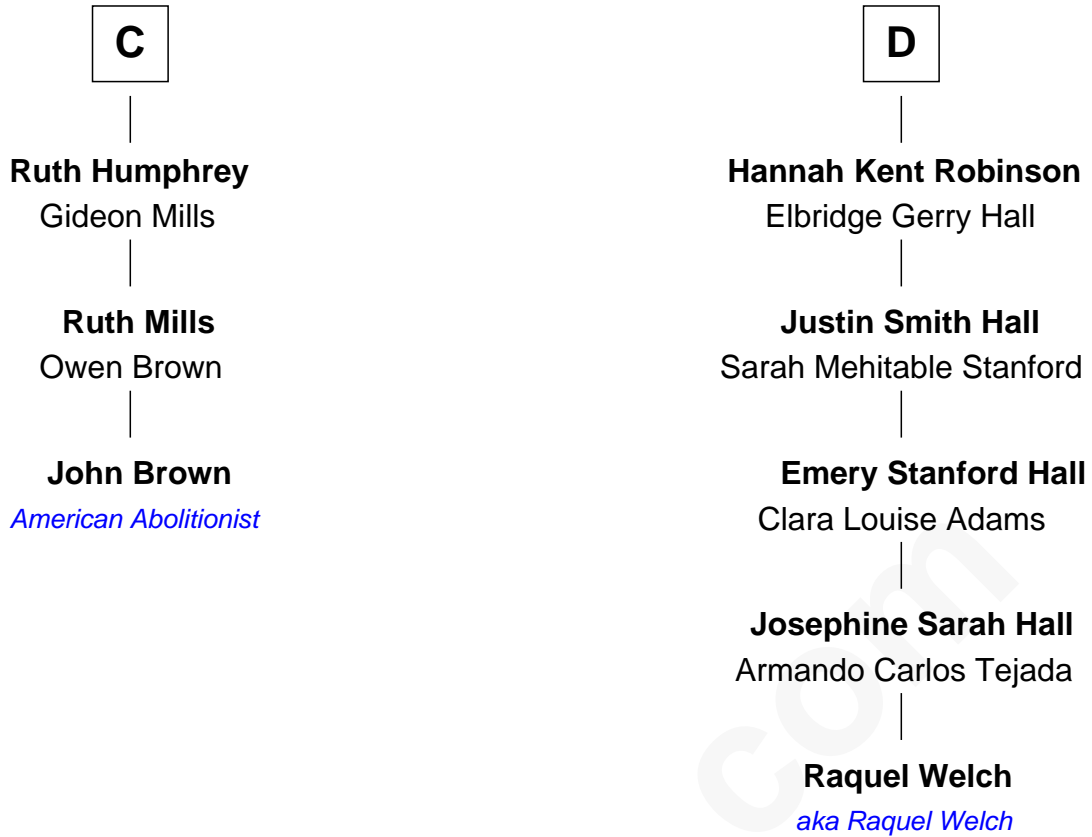 C
Ruth Humphrey
Gideon Mills
Ruth Mills
Owen Brown
John Brown
American Abolitionist
D
Hannah Kent Robinson
Elbridge Gerry Hall
Justin Smith Hall
Sarah Mehitable Stanford
Emery Stanford Hall
Clara Louise Adams
Josephine Sarah Hall
Armando Carlos Tejada
Raquel Welch
aka Raquel Welch
com